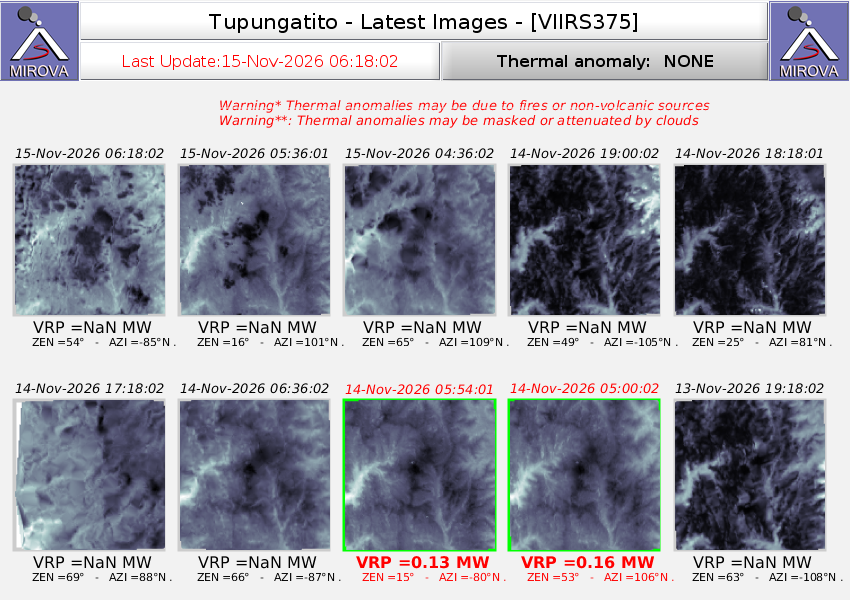 Tupungatito - Latest Images - [VIIRS375]
MIROVA
Last Update:15-Nov-2026 06:18:02
Thermal anomaly: NONE
MIROVA
Warning* Thermal anomalies may be due to fires or non-volcanic sources
Warning**: Thermal anomalies may be masked or attenuated by clouds
15-Nov-2026 06:18:02 15-Nov-2026 05:36:01 15-Nov-2026 04:36:02 14-Nov-2026 19:00:02 14-Nov-2026 18:18:01
VRP =NaN MW VRP =NaN MW VRP =NaN MW VRP =NaN MW VRP =NaN MW
ZEN =54° - AZI =-85°N . ZEN =16° - AZI =101°N . ZEN =65° - AZI =109°N . ZEN =49° - AZI =-105°N . ZEN =25° - AZI =81°N .
14-Nov-2026 17:18:02 14-Nov-2026 06:36:02 14-Nov-2026 05:54:01 14-Nov-2026 05:00:02 13-Nov-2026 19:18:02
VRP =NaN MW VRP =NaN MW VRP =0.13 MW VRP =0.16 MW VRP =NaN MW
ZEN =69° - AZI =88°N . ZEN =66° - AZI =-87°N . ZEN =15° - AZI =-80°N . ZEN =53° - AZI =106°N . ZEN =63° - AZI =-108°N .